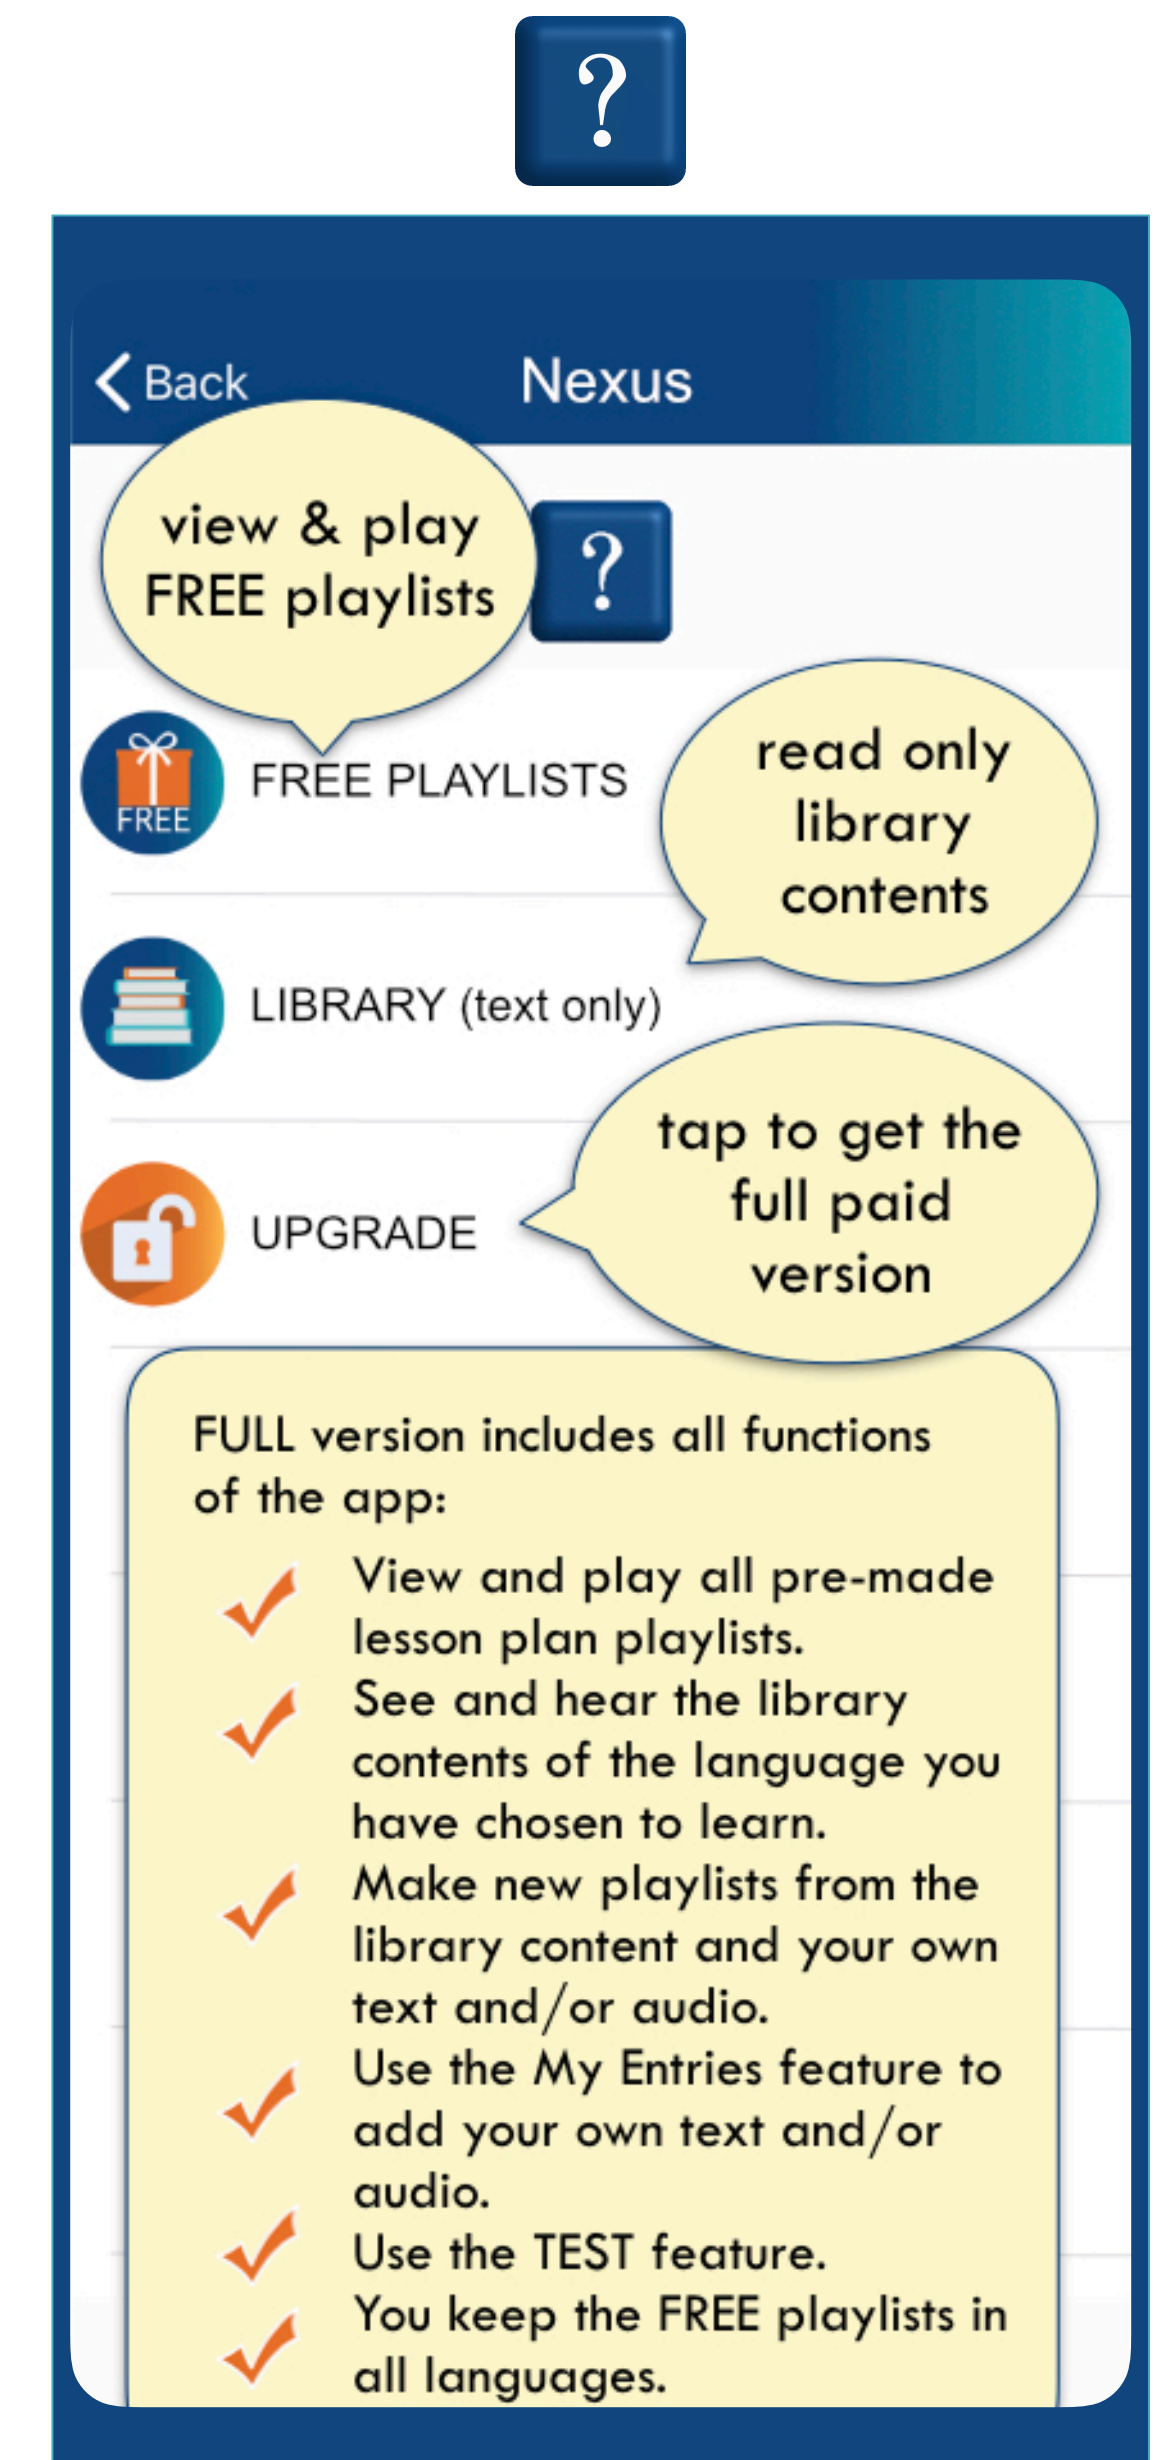 ?
Back
Nexus
view & play
FREE playlists
?
FREE
FREE PLAYLISTS
read only
library
contents
LIBRARY (text only)
tap to get the
full paid
version
UPGRADE
FULL version includes all functions
of the app:
View and play all pre-made
lesson plan playlists.
See and hear the library
contents of the language you
have chosen to learn.
Make new playlists from the
library content and your own
text and/or audio.
Use the My Entries feature to
add your own text and/or
audio.
Use the TEST feature.
You keep the FREE playlists in
all languages.